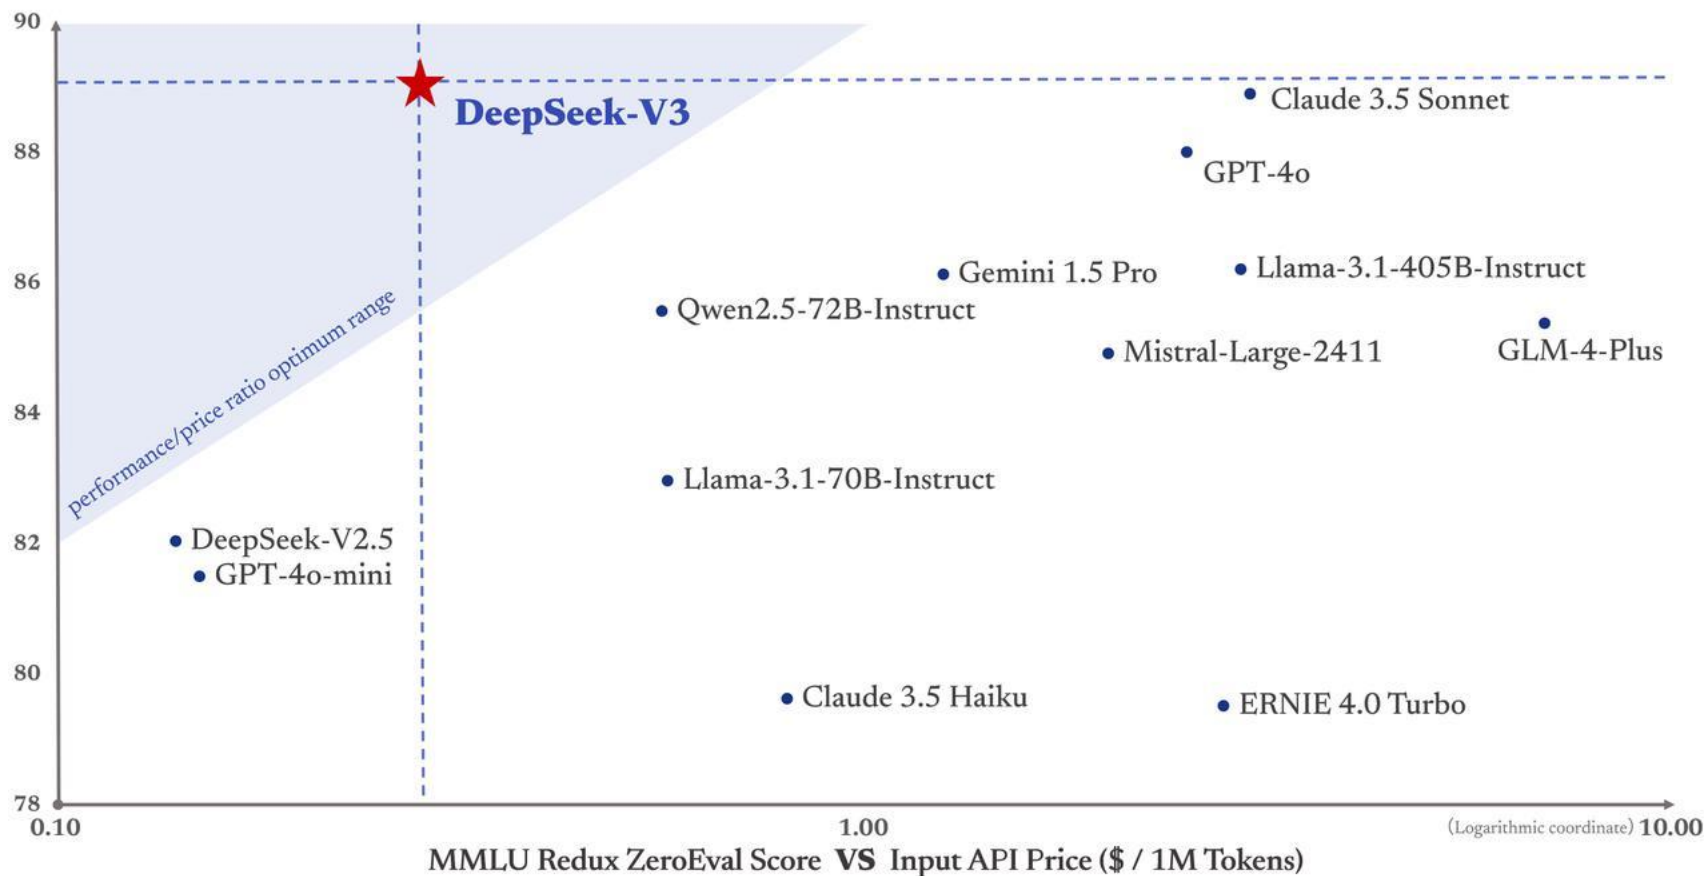 90
DeepSeek-V3
Claude 3.5 Sonnet
88
GPT-4o
86
Gemini 1.5 Pro
Llama-3.1-405B-Instruct
Qwen2.5-72B-Instruct
Mistral-Large-2411
GLM-4-Plus
performance/price ratio optimum range
84
Llama-3.1-70B-Instruct
82
DeepSeek-V2.5
GPT-4o-mini
80
Claude 3.5 Haiku
ERNIE 4.0 Turbo
78
0.10
1.00
(Logarithmic coordinate) 10.00
MMLU Redux ZeroEval Score VS Input API Price ($ / 1M Tokens)